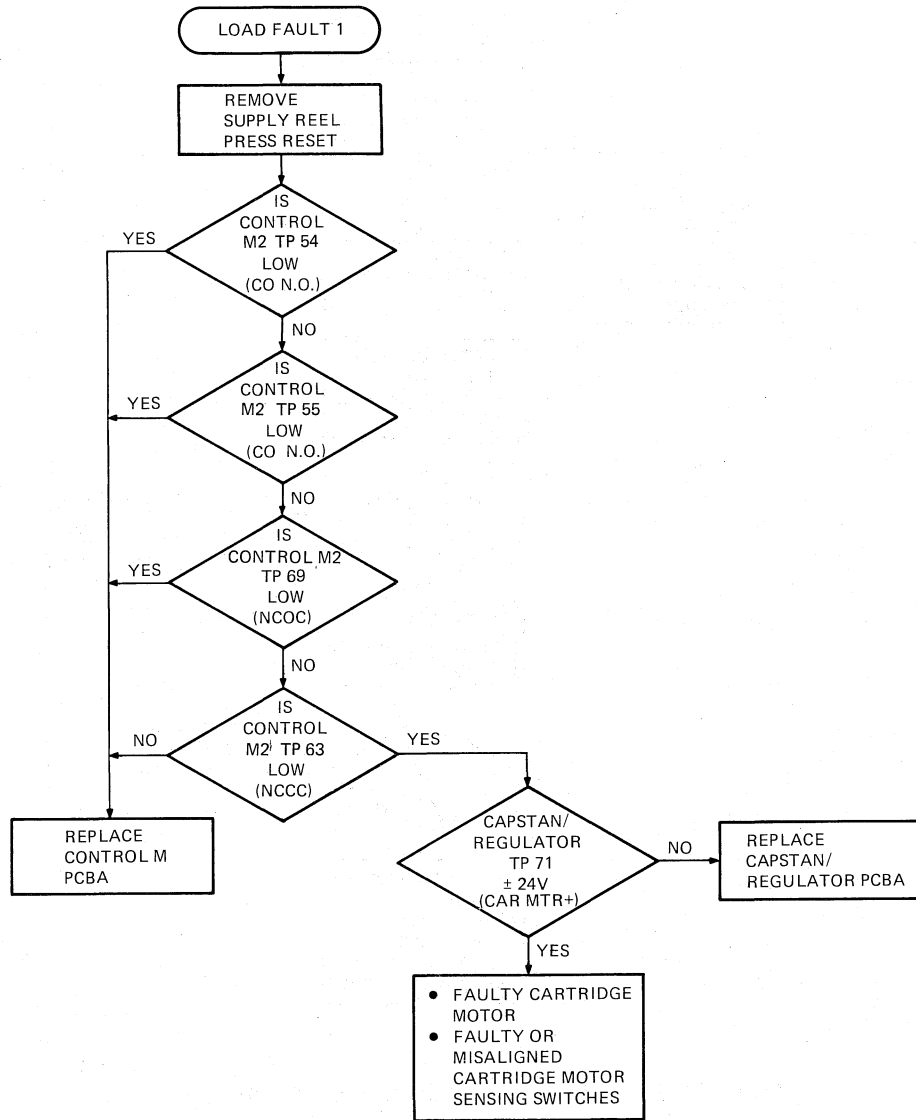 LOAD FAULT 1
REMOVE
SUPPLY REEL
PRESS RESET
IS
CONTROL
M2 TP 54
LOW
(CO N.O.)
YES
NO
IS
CONTROL
M2 TP 55
LOW
(CO N.O.)
YES
NO
IS
CONTROL M2
TP 69
LOW
(NCOC)
YES
NO
IS
CONTROL
M2 TP 63
LOW
(NCCC)
NO
YES
REPLACE
CONTROL M
PCBA
CAPSTAN/
REGULATOR
TP 71
± 24V
(CAR MTR+)
NO
REPLACE
CAPSTAN/
REGULATOR PCBA
YES
● FAULTY CARTRIDGE
MOTOR
● FAULTY OR
MISALIGNED
CARTRIDGE MOTOR
SENSING SWITCHES